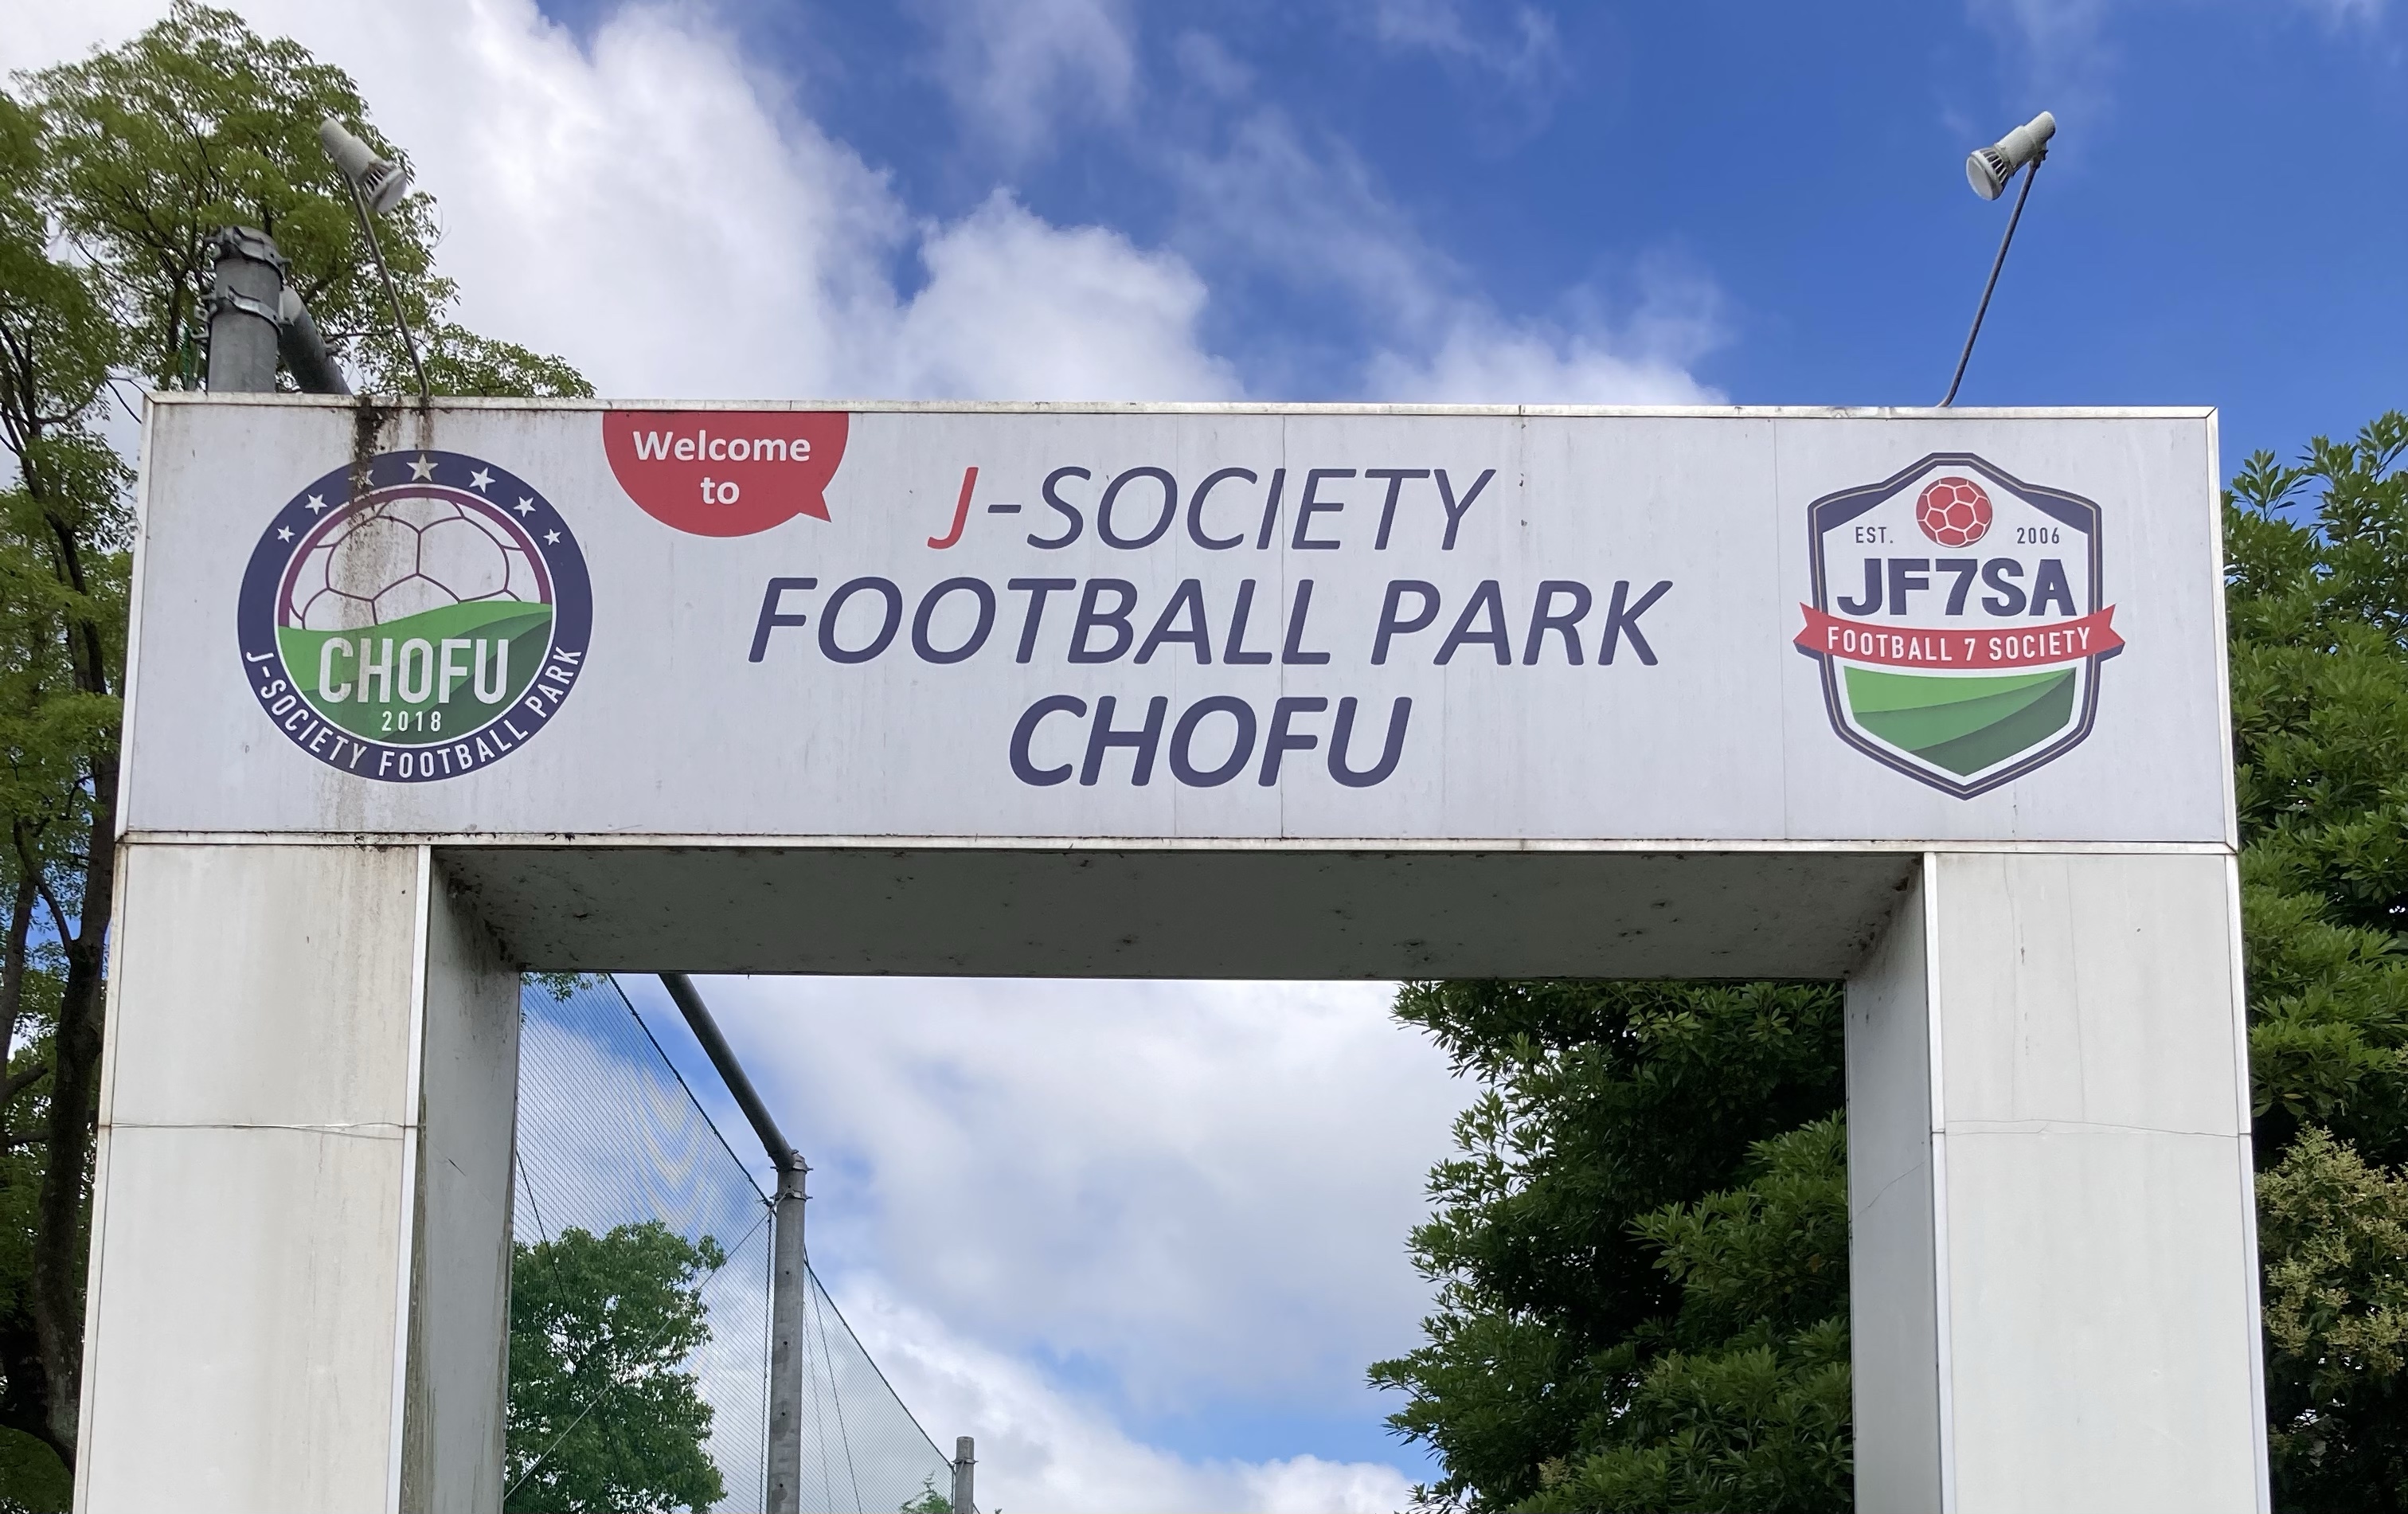 Welcome
to
J-SOCIETY
FOOTBALL PARK
CHOFU
CHOFU
2018
J-SOCIETY FOOTBALL PARK
EST. 2006
JF7SA
FOOTBALL 7 SOCIETY